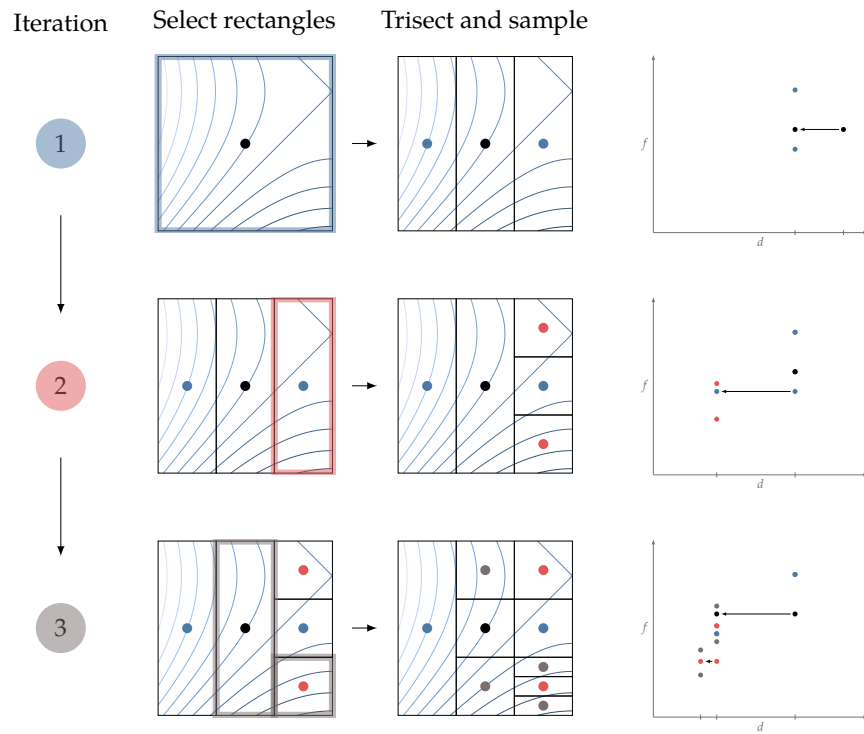 Iteration
Select rectangles
Trisect and sample
1
f
d
2
f
d
3
f
d